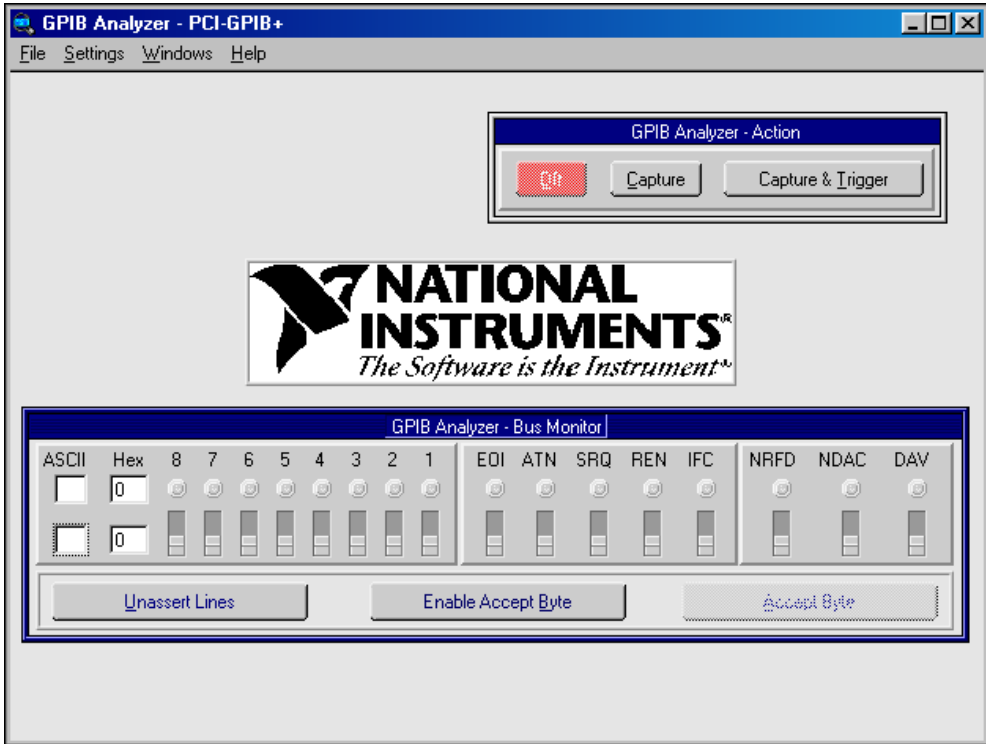 GPIB Analyzer - PCI-GPIB+
File Settings Windows Help
GPIB Analyzer - Action
Off Capture Capture & Trigger
NATIONAL
INSTRUMENTS®
The Software is the Instrument™
GPIB Analyzer - Bus Monitor
ASCII Hex 8 7 6 5 4 3 2 1 EOI ATN SRQ REN IFC NRFD NDAC DAV
0
0
Unassert Lines Enable Accept Byte Accept Byte